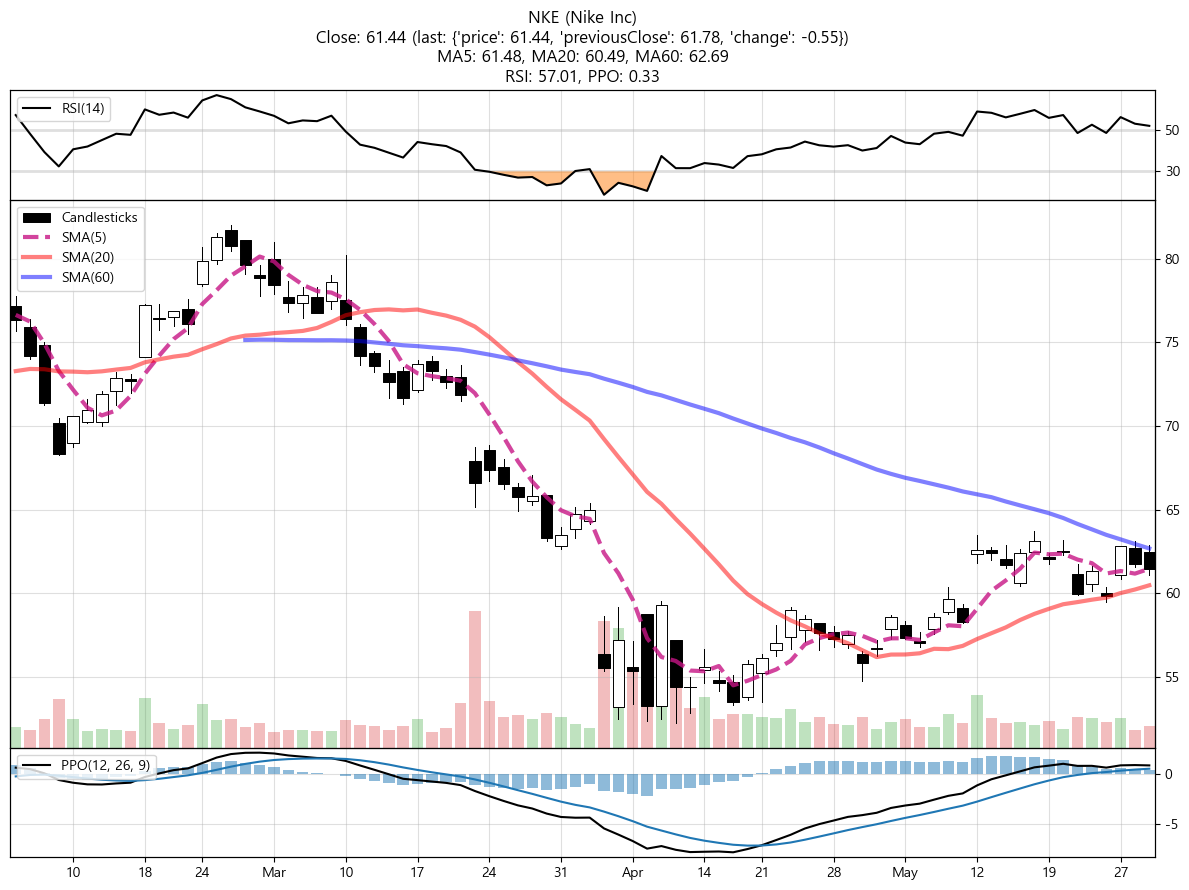 NKE (Nike Inc)
Close: 61.44 (last: {'price': 61.44, 'previousClose': 61.78, 'change': -0.55})
MA5: 61.48, MA20: 60.49, MA60: 62.69
RSI: 57.01, PPO: 0.33
RSI(14)
50
30
Candlesticks
SMA(5)
SMA(20)
SMA(60)
80
75
70
65
60
55
PPO(12, 26, 9)
0
-5
10 18 24 Mar 10 17 24 31 Apr 14 21 28 May 12 19 27